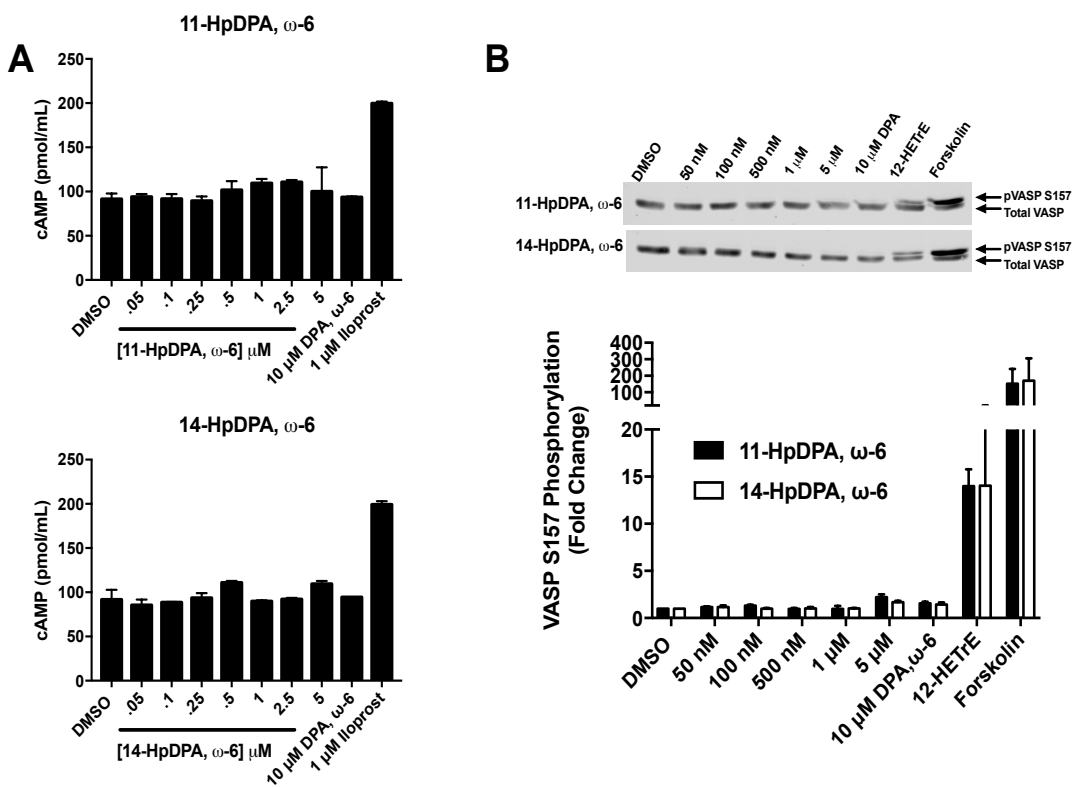 A
11-HpDPA, ω-6
cAMP (pmol/mL)
250
200
150
100
50
0
DMSO
.05
.1
.25
.5
1
2.5
5
10 µM DPA, ω-6
1 µM Iloprost
[11-HpDPA, ω-6] µM
14-HpDPA, ω-6
cAMP (pmol/mL)
250
200
150
100
50
0
DMSO
.05
.1
.25
.5
1
2.5
5
10 µM DPA, ω-6
1 µM Iloprost
[14-HpDPA, ω-6] µM
B
DMSO
50 nM
100 nM
500 nM
1 µM
5 µM
10 µM DPA
12-HETrE
Forskolin
11-HpDPA, ω-6
pVASP S157
Total VASP
14-HpDPA, ω-6
pVASP S157
Total VASP
VASP S157 Phosphorylation
(Fold Change)
400
300
200
100
20
15
10
5
2
0
11-HpDPA, ω-6
14-HpDPA, ω-6
DMSO
50 nM
100 nM
500 nM
1 µM
5 µM
10 µM DPA,ω-6
12-HETrE
Forskolin